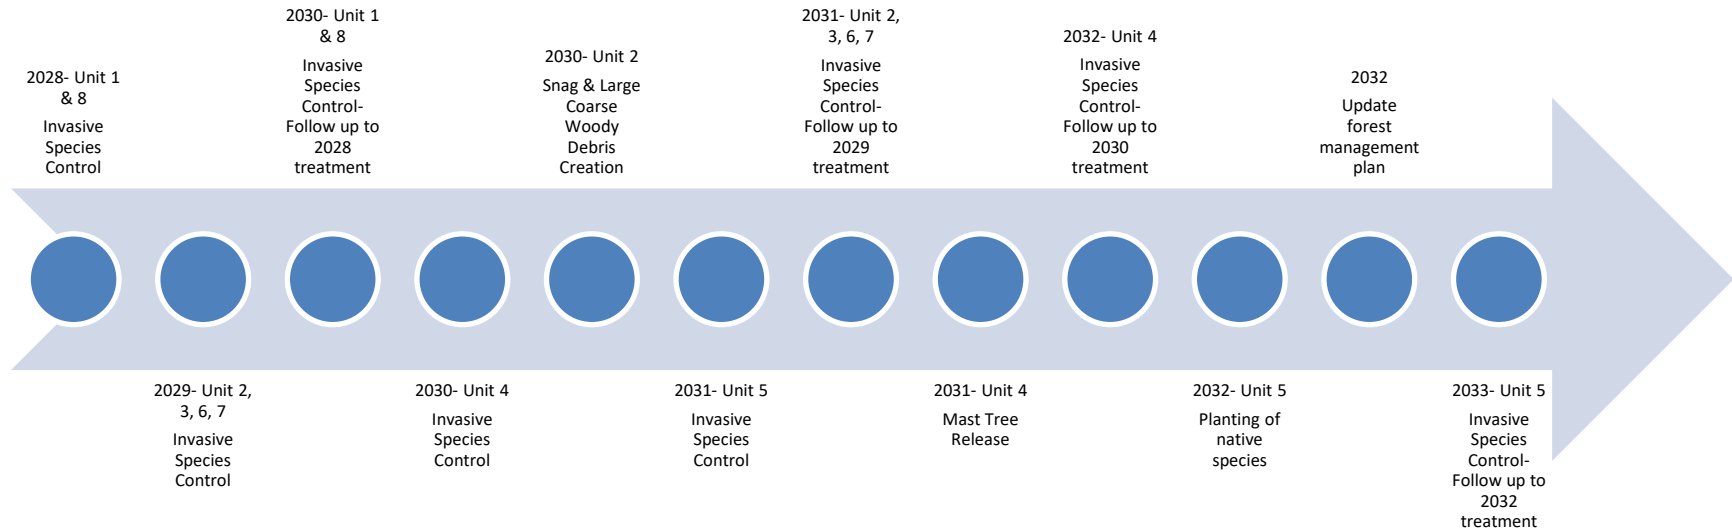 2028- Unit 1
& 8
Invasive
Species
Control
2029- Unit 2,
3, 6, 7
Invasive
Species
Control
2030- Unit 1
& 8
Invasive
Species
Control-
Follow up to
2028
treatment
2030- Unit 4
Invasive
Species
Control
2030- Unit 2
Snag & Large
Coarse
Woody
Debris
Creation
2031- Unit 5
Invasive
Species
Control
2031- Unit 2,
3, 6, 7
Invasive
Species
Control-
Follow up to
2029
treatment
2031- Unit 4
Mast Tree
Release
2032- Unit 4
Invasive
Species
Control-
Follow up to
2030
treatment
2032- Unit 5
Planting of
native
species
2032
Update
forest
management
plan
2033- Unit 5
Invasive
Species
Control-
Follow up to
2032
treatment